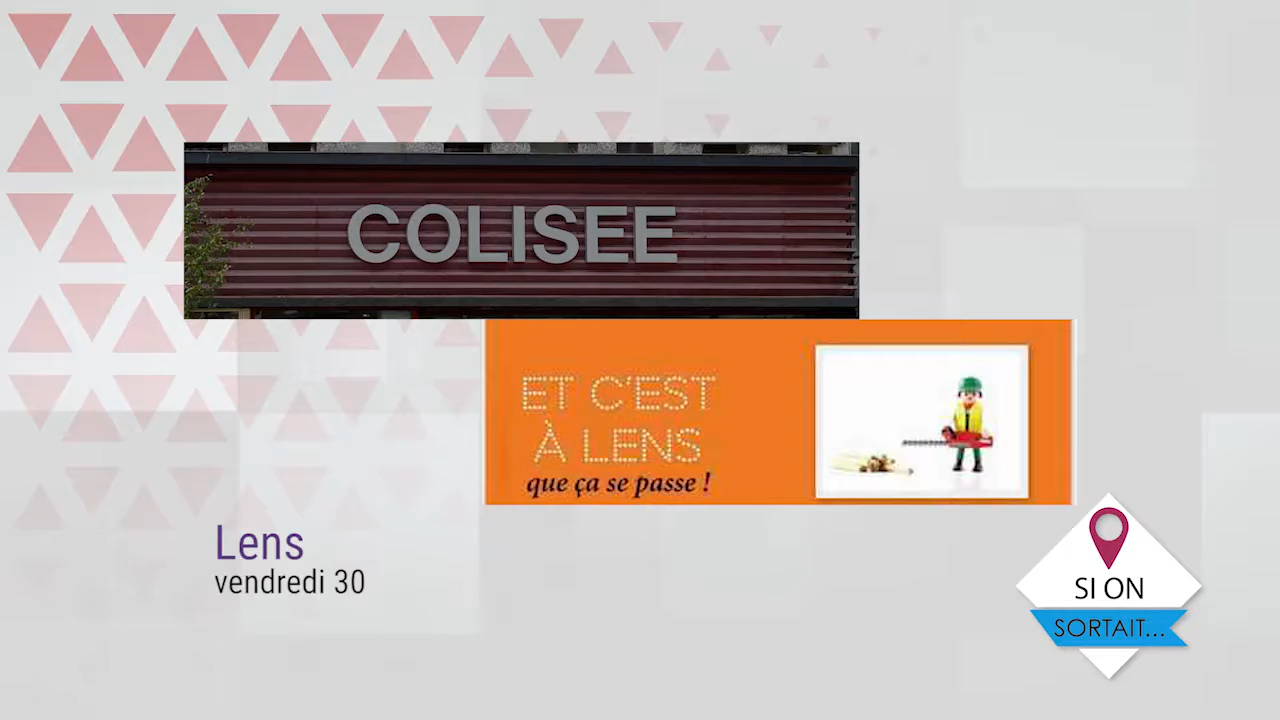 COLISEE
ET C'EST
À LENS
que ça se passe !
Lens
vendredi 30
SI ON
SORTAIT...